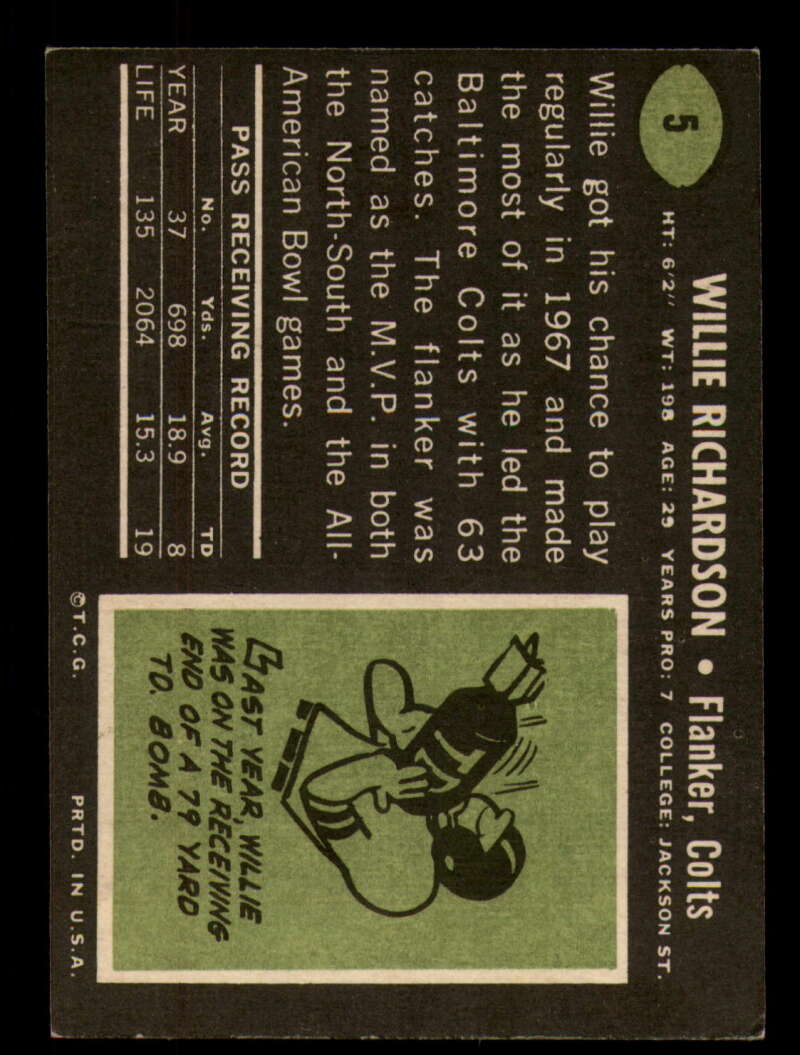 5
WILLIE RICHARDSON • Flanker, Colts
HT: 6'2" WT: 198 AGE: 29 YEARS PRO: 7 COLLEGE: JACKSON ST.
Willie got his chance to play
regularly in 1967 and made
the most of it as he led the
Baltimore Colts with 63
catches. The flanker was
named as the M.V.P. in both
the North-South and the All-
American Bowl games.
PASS RECEIVING RECORD
No. Yds. Avg. TD
YEAR 37 698 18.9 8
LIFE 135 2064 15.3 19
LAST YEAR, WILLIE
WAS ON THE RECEIVING
END OF A 79 YARD
TD. BOMB.
©T.C.G. PRTD. IN U.S.A.